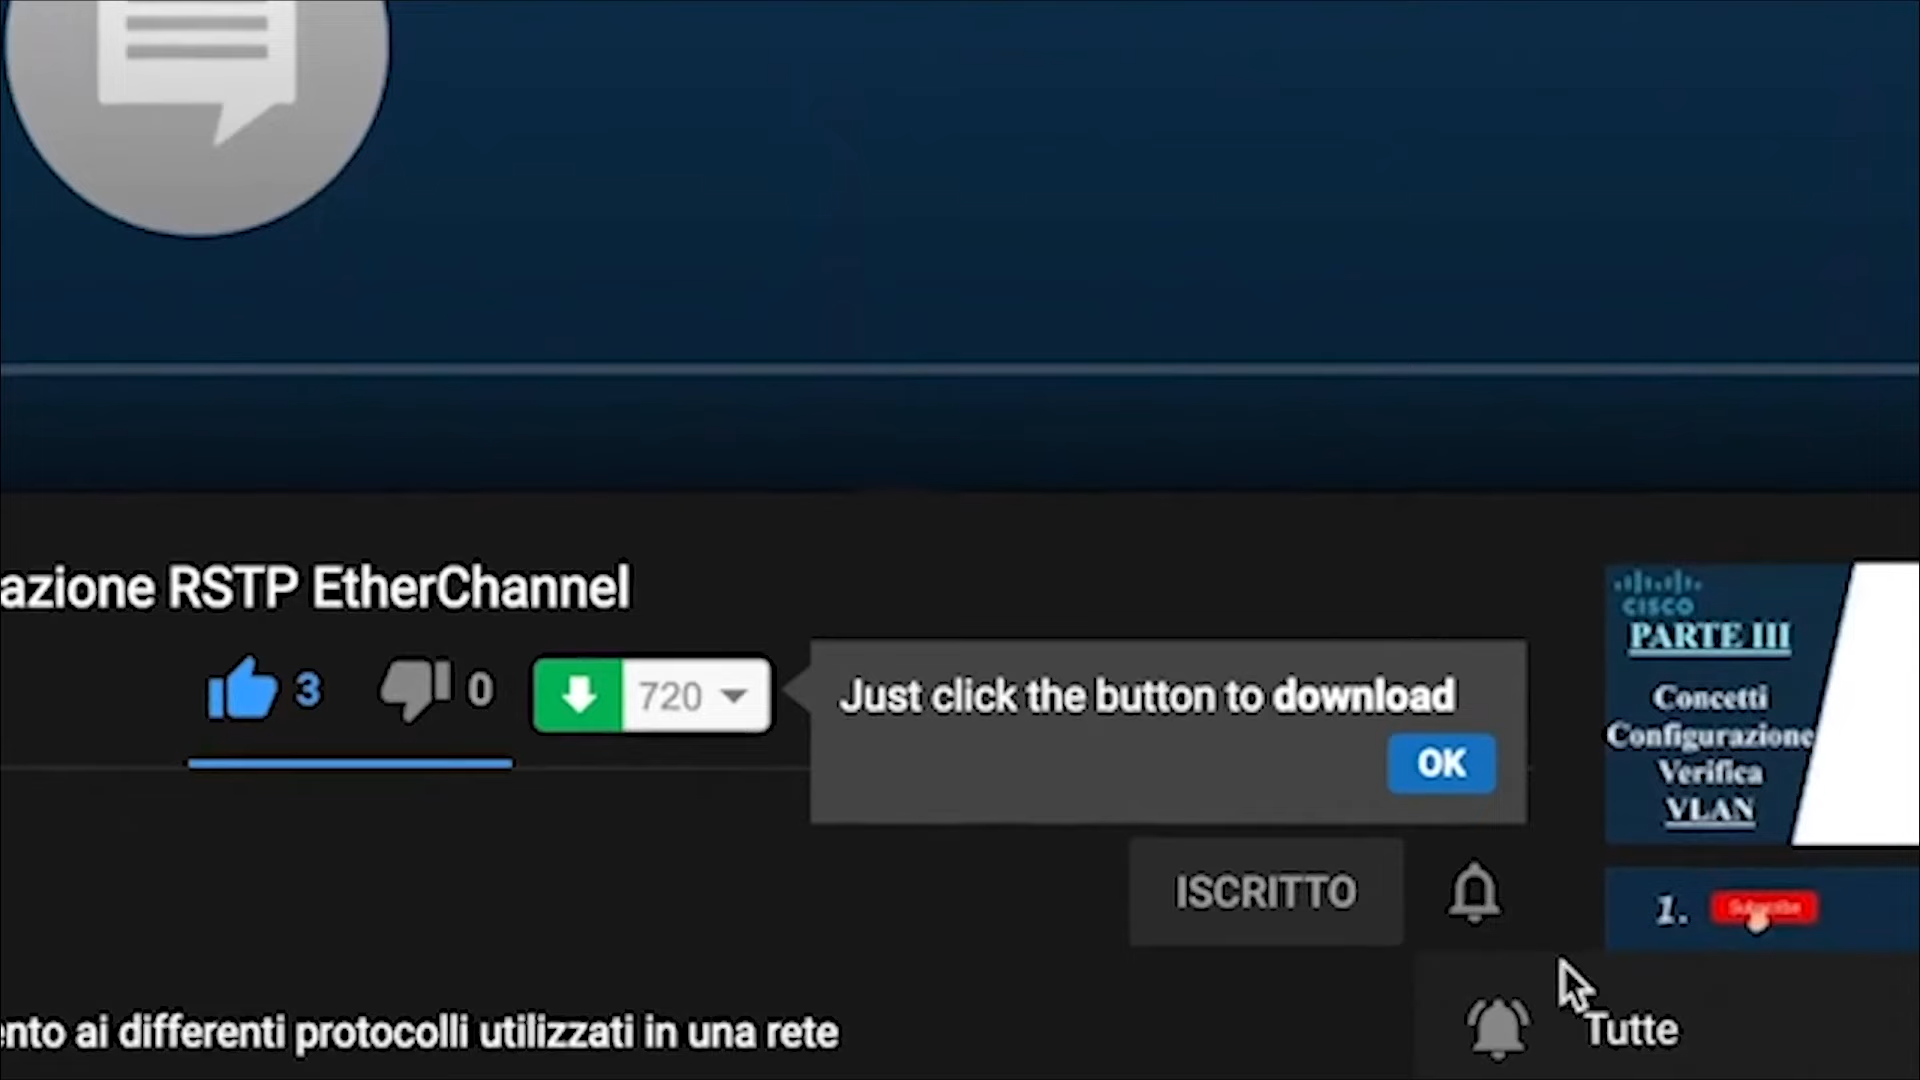 azione RSTP EtherChannel
3
0
720
Just click the button to download
OK
CISCO
PARTE III
Concetti
Configurazione
Verifica
VLAN
ISCRITTO
1.
Subscribe
Tutte
nto ai differenti protocolli utilizzati in una rete